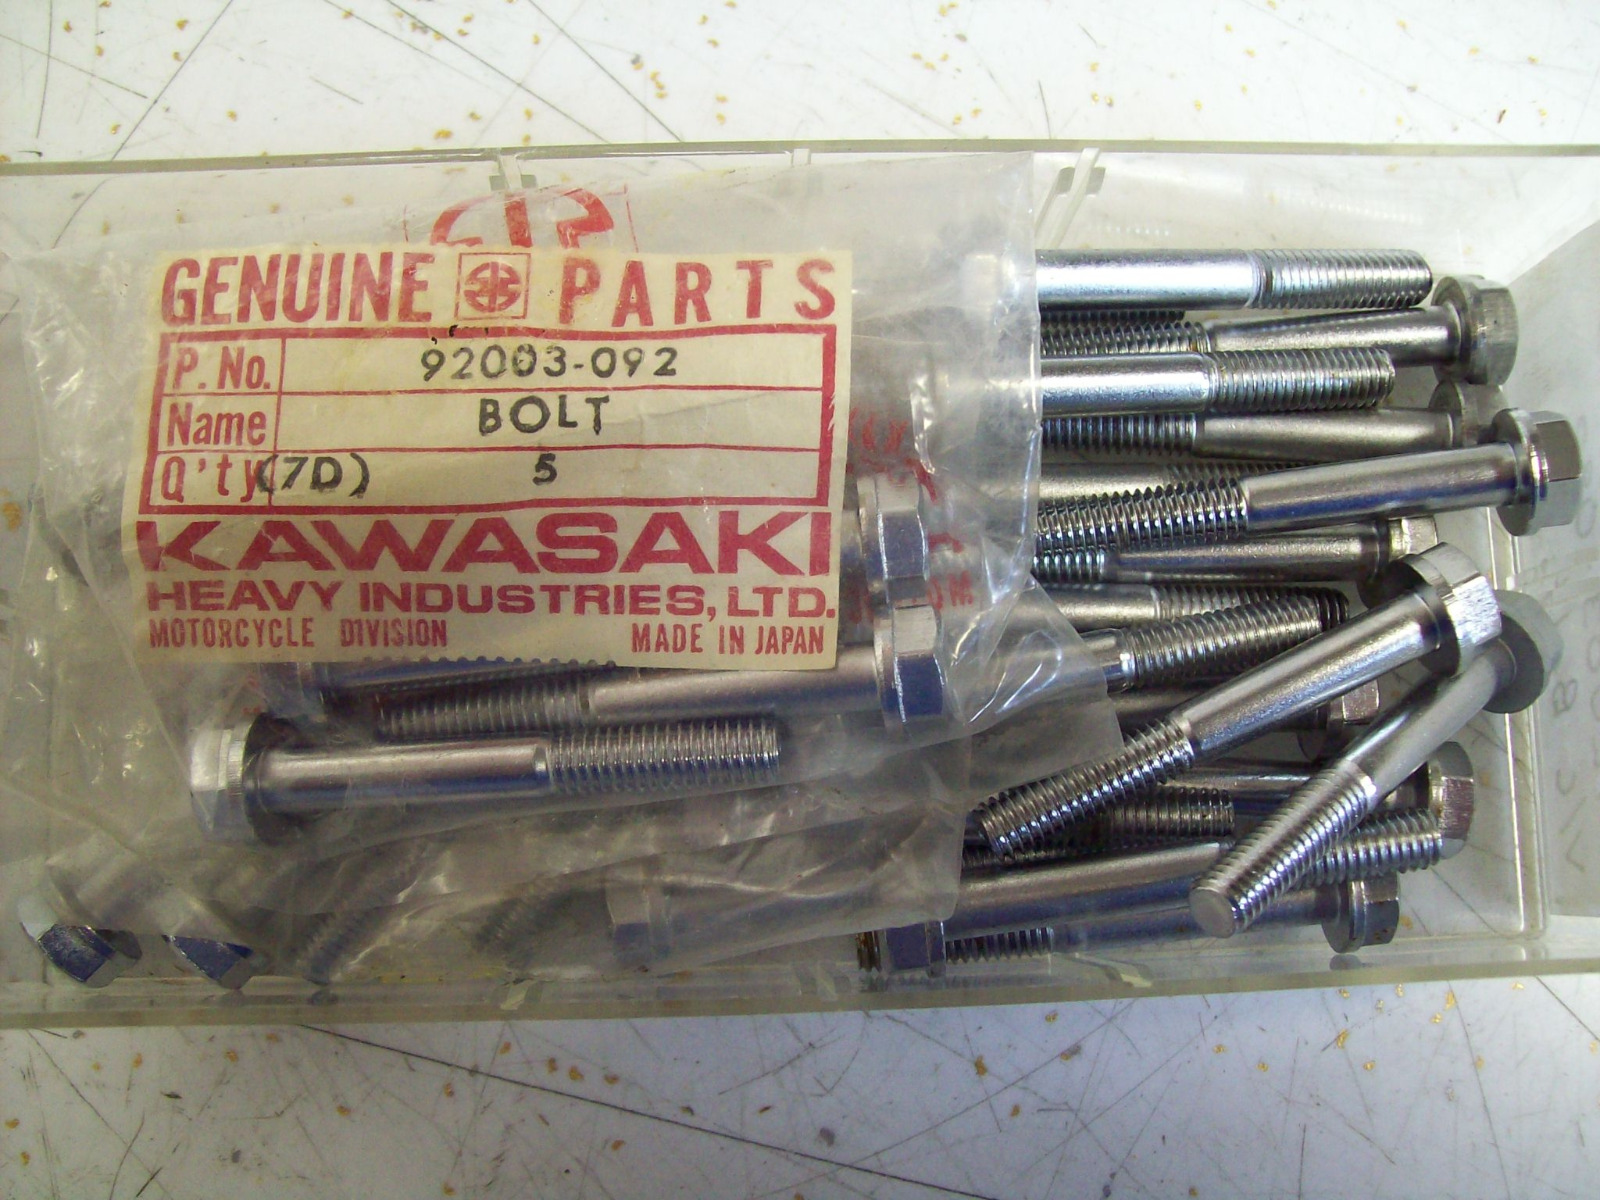 GENUINE PARTS
P. No. 92003-092
Name BOLT
Q'ty (7D) 5
KAWASAKI
HEAVY INDUSTRIES, LTD.
MOTORCYCLE DIVISION MADE IN JAPAN